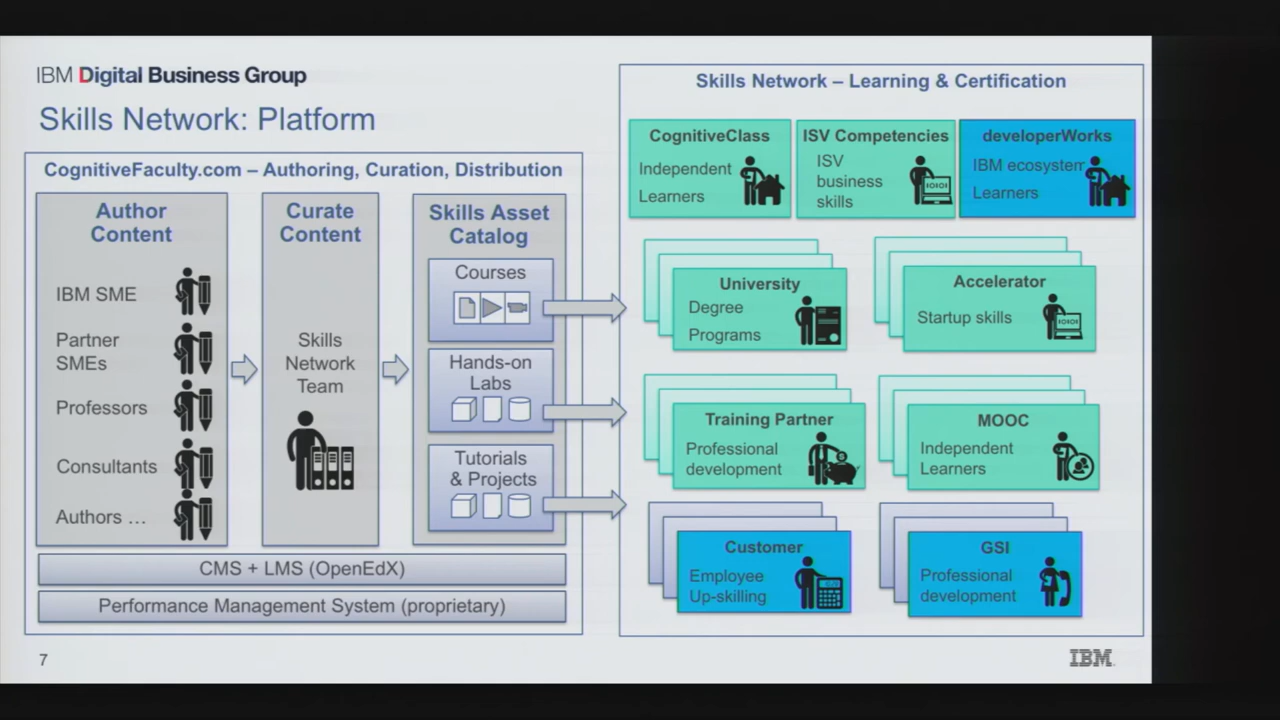 IBM Digital Business Group
Skills Network: Platform
CognitiveFaculty.com – Authoring, Curation, Distribution
Author
Content
IBM SME
Partner
SMEs
Professors
Consultants
Authors ...
Curate
Content
Skills
Network
Team
Skills Asset
Catalog
Courses
Hands-on
Labs
Tutorials
& Projects
CMS + LMS (OpenEdX)
Performance Management System (proprietary)
Skills Network – Learning & Certification
CognitiveClass
Independent
Learners
ISV Competencies
ISV
business
skills
developerWorks
IBM ecosystem
Learners
University
Degree
Programs
Accelerator
Startup skills
Training Partner
Professional
development
MOOC
Independent
Learners
Customer
Employee
Up-skilling
GSI
Professional
development
7
IBM